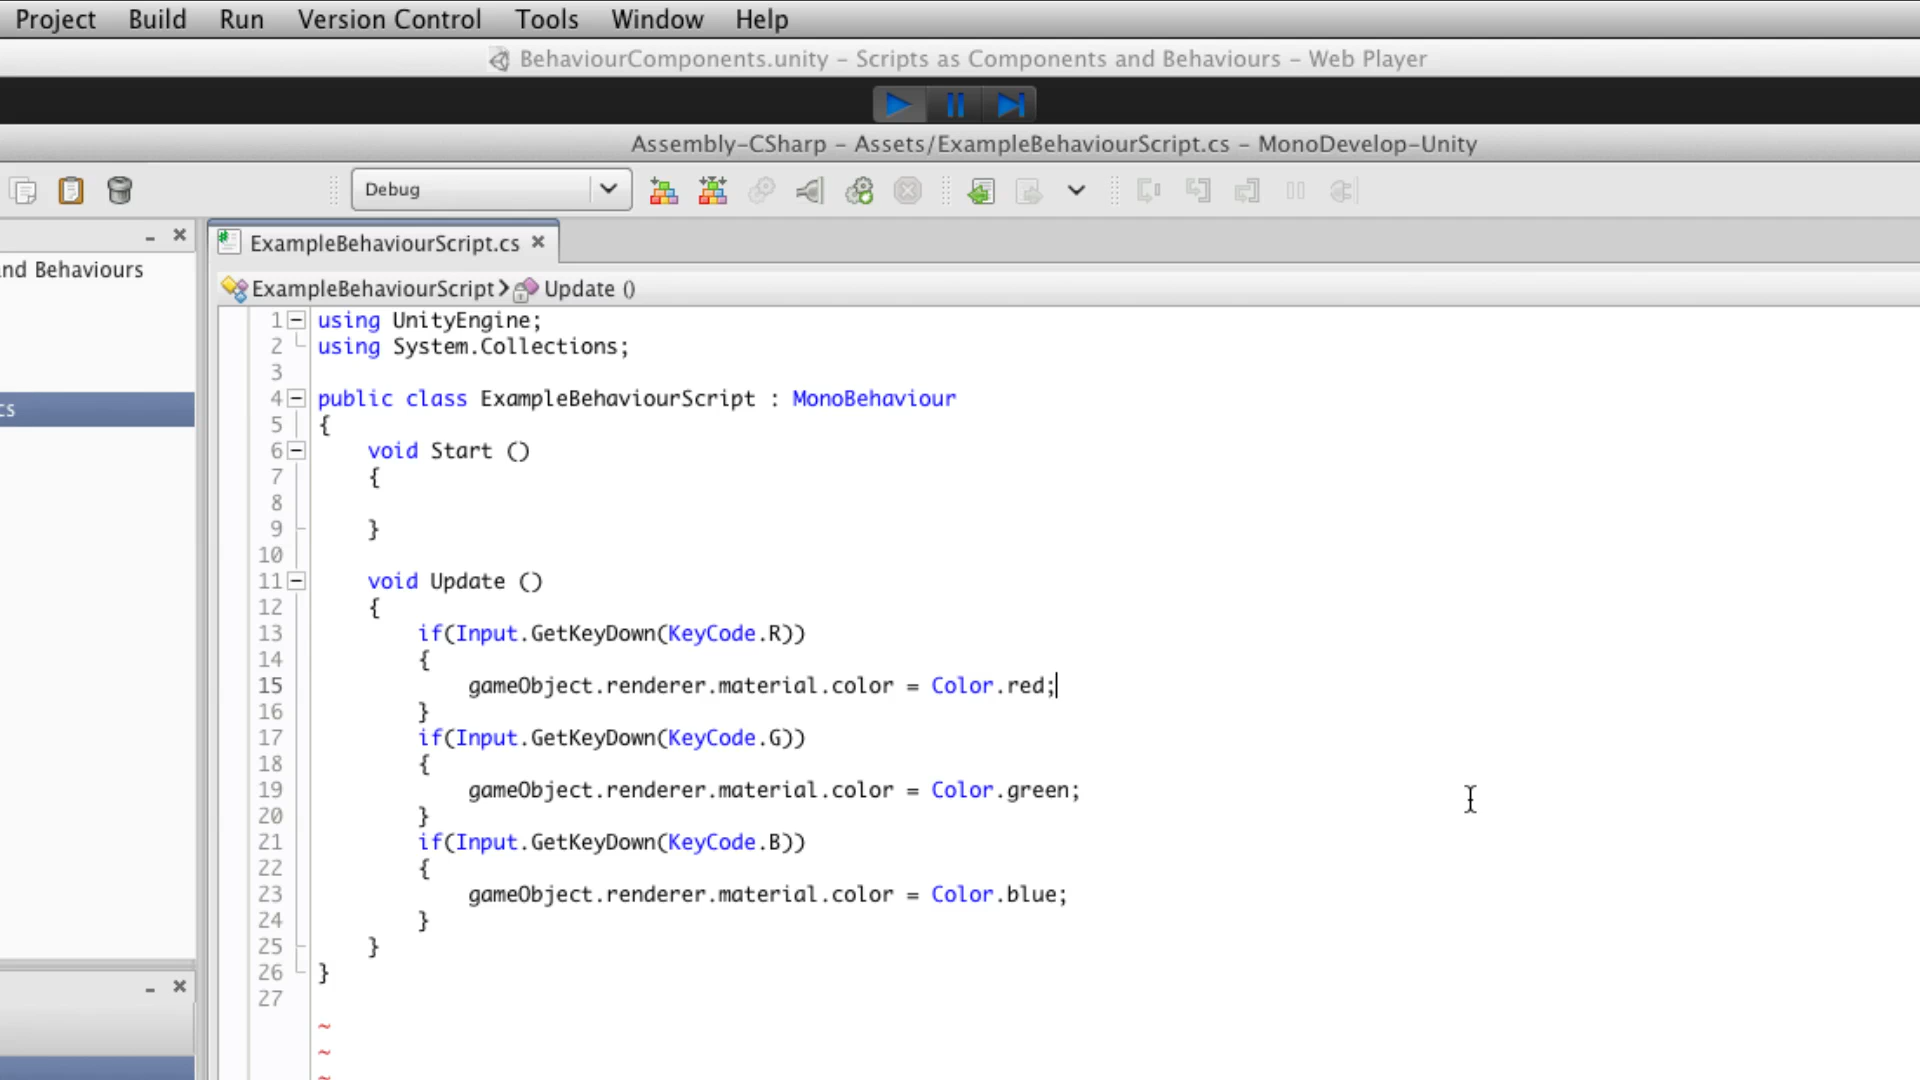 Project Build Run Version Control Tools Window Help
BehaviourComponents.unity – Scripts as Components and Behaviours – Web Player
Assembly-CSharp – Assets/ExampleBehaviourScript.cs – MonoDevelop-Unity
Debug
nd Behaviours
cs
ExampleBehaviourScript.cs
ExampleBehaviourScript Update ()
1 using UnityEngine;
2 using System.Collections;
3
4 public class ExampleBehaviourScript : MonoBehaviour
5 {
6 void Start ()
7 {
8
9 }
10
11 void Update ()
12 {
13 if(Input.GetKeyDown(KeyCode.R))
14 {
15 gameObject.renderer.material.color = Color.red;
16 }
17 if(Input.GetKeyDown(KeyCode.G))
18 {
19 gameObject.renderer.material.color = Color.green;
20 }
21 if(Input.GetKeyDown(KeyCode.B))
22 {
23 gameObject.renderer.material.color = Color.blue;
24 }
25 }
26 }
27
~
~
~